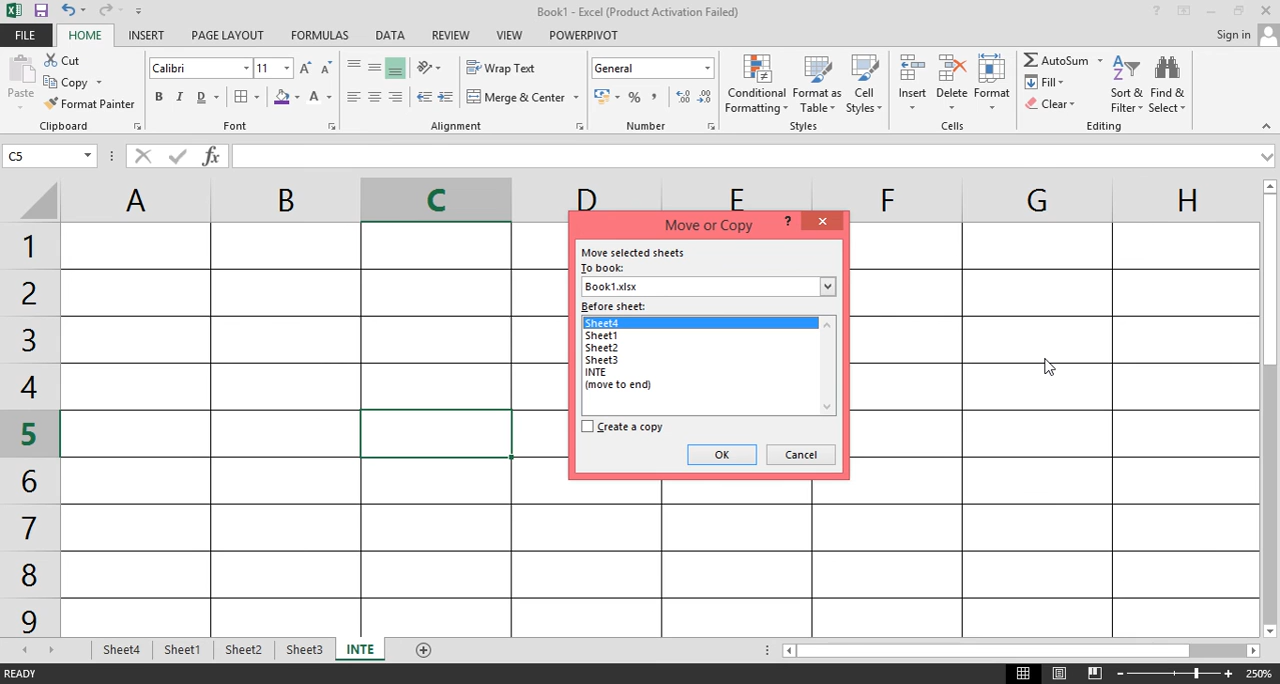 Book1 - Excel (Product Activation Failed)
FILE HOME INSERT PAGE LAYOUT FORMULAS DATA REVIEW VIEW POWERPIVOT Sign in
Paste
Cut
Copy
Format Painter
Clipboard
Calibri 11
B I D
Font
Wrap Text
Merge & Center
Alignment
General
%
Number
Conditional Formatting
Format as Table
Cell Styles
Styles
Insert
Delete
Format
Cells
AutoSum
Fill
Clear
Sort & Filter
Find & Select
Editing
C5 fx
A B C D E F G H
1
2
3
4
5
6
7
8
9
Move or Copy ?
Move selected sheets
To book:
Book1.xlsx
Before sheet:
Sheet4
Sheet1
Sheet2
Sheet3
INTE
(move to end)
Create a copy
OK Cancel
Sheet4 Sheet1 Sheet2 Sheet3 INTE
READY 250%